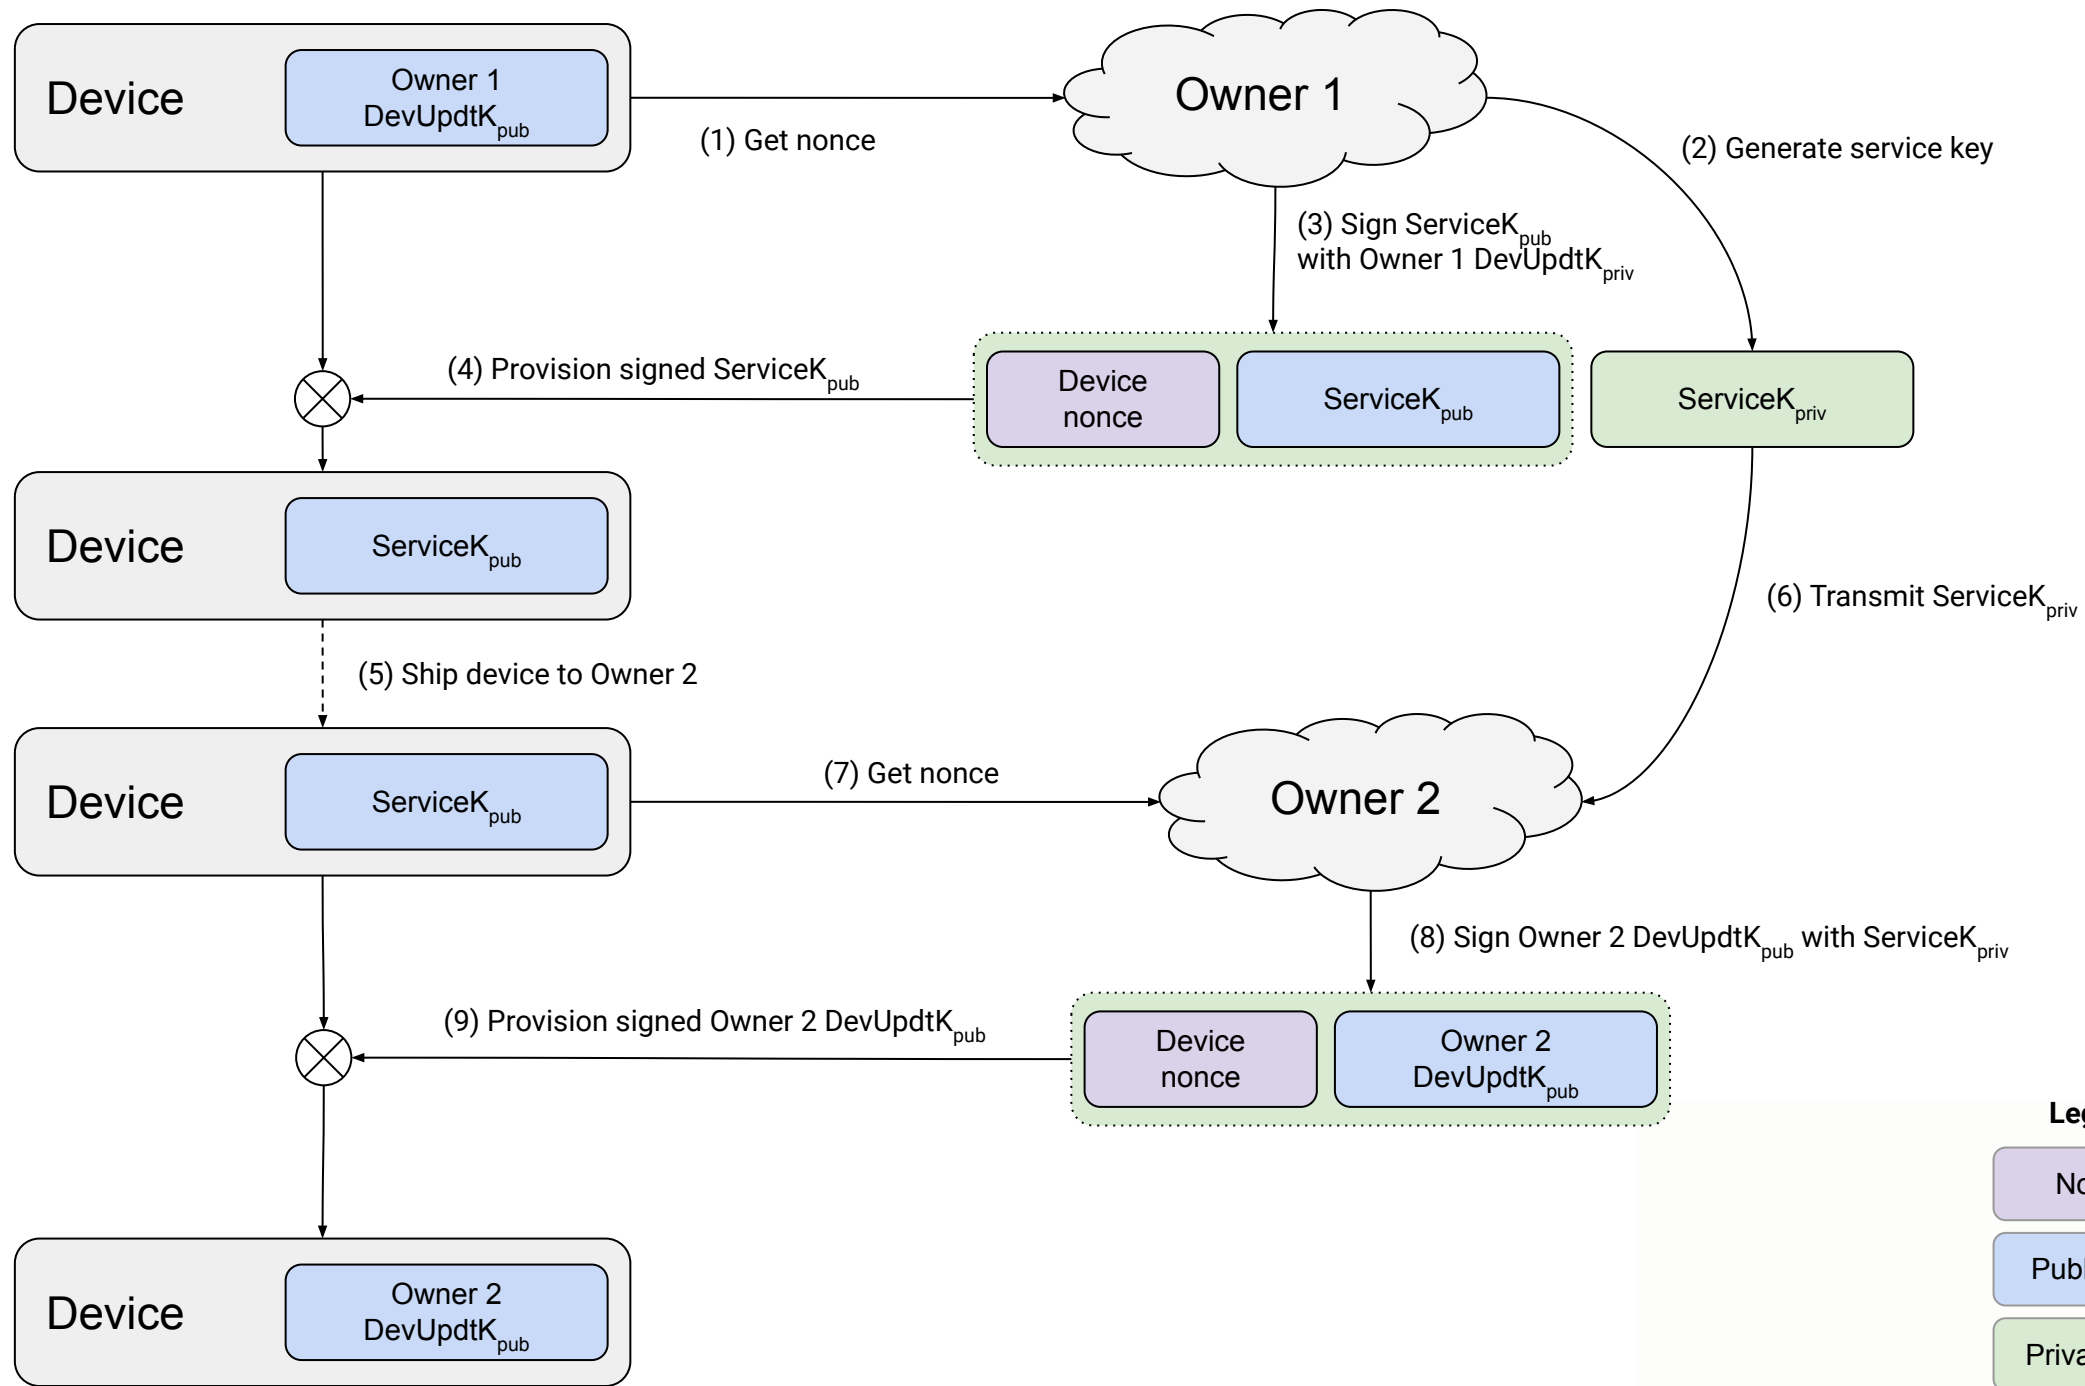 Device
Owner 1
DevUpdtKpub
(1) Get nonce
Owner 1
(2) Generate service key
(3) Sign ServiceKpub
with Owner 1 DevUpdtKpriv
(4) Provision signed ServiceKpub
Device
nonce
ServiceKpub
ServiceKpriv
Device
ServiceKpub
(5) Ship device to Owner 2
(6) Transmit ServiceKpriv
Device
ServiceKpub
(7) Get nonce
Owner 2
(8) Sign Owner 2 DevUpdtKpub with ServiceKpriv
(9) Provision signed Owner 2 DevUpdtKpub
Device
nonce
Owner 2
DevUpdtKpub
Device
Owner 2
DevUpdtKpub